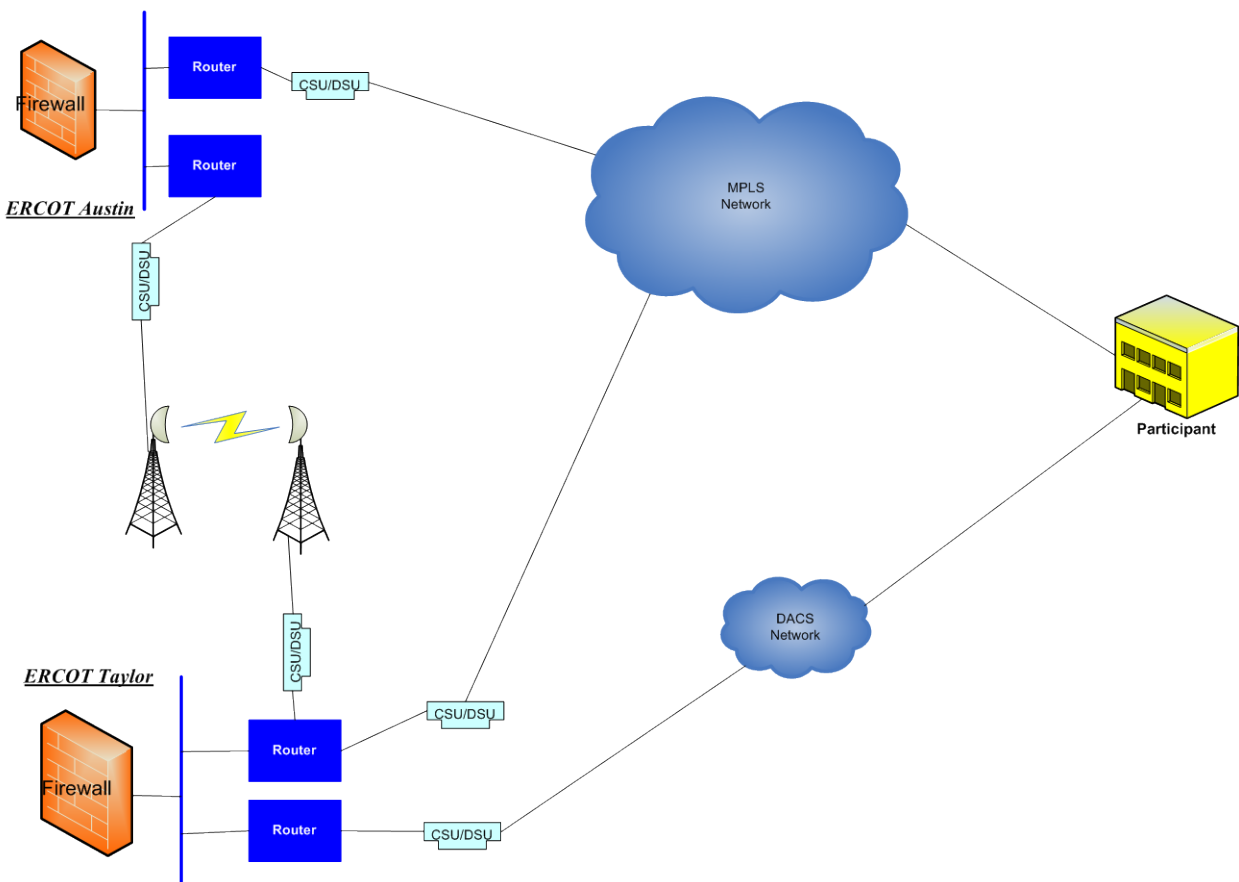 Router
CSU/DSU
Firewall
Router
ERCOT Austin
MPLS
Network
CSU/DSU
Participant
DACS
Network
CSU/DSU
ERCOT Taylor
CSU/DSU
Router
Firewall
Router
CSU/DSU